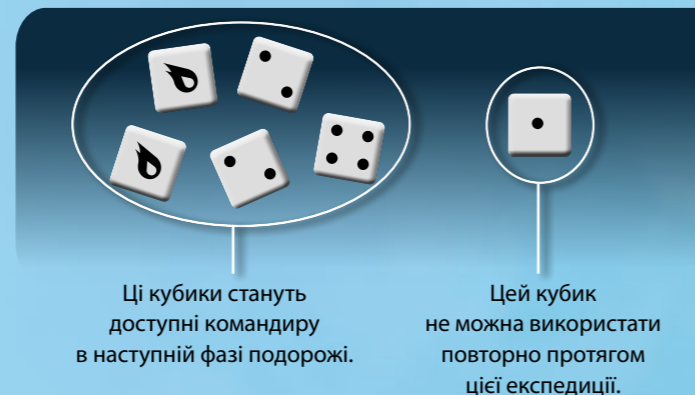 Ці кубики стануть
доступні командиру
в наступній фазі подорожі.
Цей кубик
не можна використати
повторно протягом
цієї експедиції.